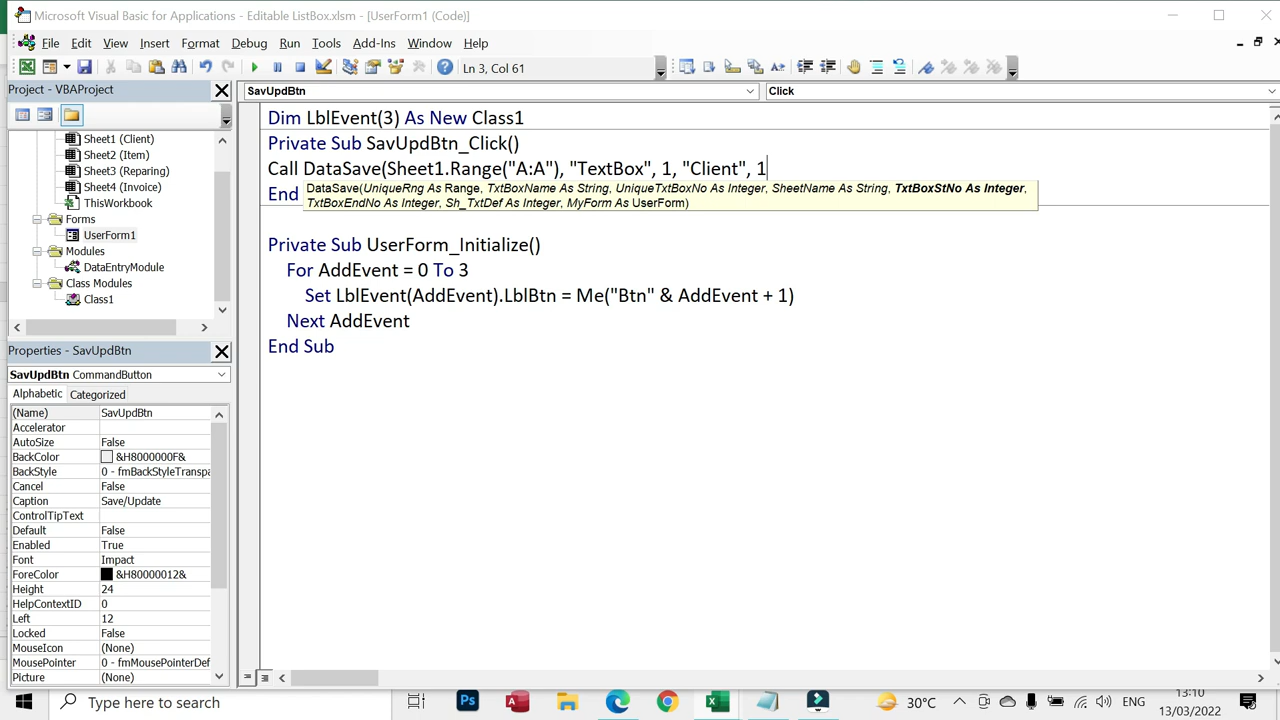 Microsoft Visual Basic for Applications - Editable ListBox.xlsm - [UserForm1 (Code)]
File Edit View Insert Format Debug Run Tools Add-Ins Window Help
Ln 3, Col 61
Project - VBAProject
SavUpdBtn Click
Sheet1 (Client)
Sheet2 (Item)
Sheet3 (Reparing)
Sheet4 (Invoice)
ThisWorkbook
Forms
UserForm1
Modules
DataEntryModule
Class Modules
Class1
Dim LblEvent(3) As New Class1
Private Sub SavUpdBtn_Click()
Call DataSave(Sheet1.Range("A:A"), "TextBox", 1, "Client", 1
End
DataSave(UniqueRng As Range, TxtBoxName As String, UniqueTxtBoxNo As Integer, SheetName As String, TxtBoxStNo As Integer,
TxtBoxEndNo As Integer, Sh_TxtDef As Integer, MyForm As UserForm)
Private Sub UserForm_Initialize()
For AddEvent = 0 To 3
Set LblEvent(AddEvent).LblBtn = Me("Btn" & AddEvent + 1)
Next AddEvent
End Sub
Properties - SavUpdBtn
SavUpdBtn CommandButton
Alphabetic Categorized
(Name) SavUpdBtn
Accelerator
AutoSize False
BackColor &H8000000F&
BackStyle 0 - fmBackStyleTranspa
Cancel False
Caption Save/Update
ControlTipText
Default False
Enabled True
Font Impact
ForeColor &H80000012&
Height 24
HelpContextID 0
Left 12
Locked False
MouseIcon (None)
MousePointer 0 - fmMousePointerDef
Picture (None)
Type here to search
30°C
ENG
13:10
13/03/2022